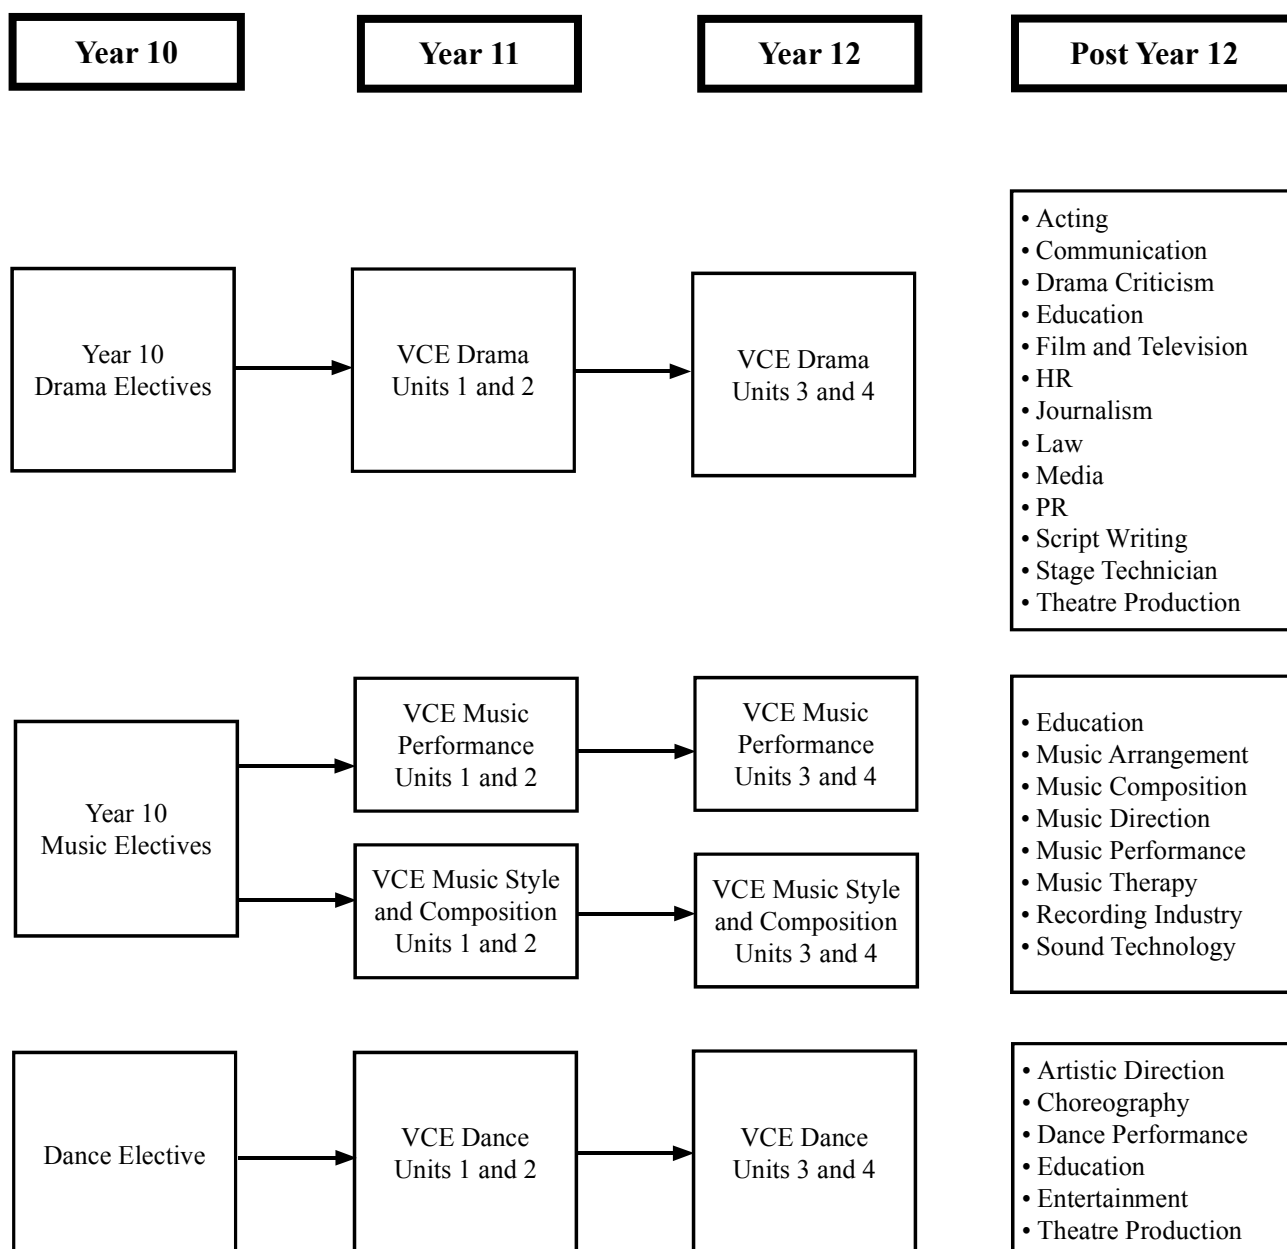 Year 10
Year 11
Year 12
Post Year 12
Year 10
Drama Electives
VCE Drama
Units 1 and 2
VCE Drama
Units 3 and 4
• Acting
• Communication
• Drama Criticism
• Education
• Film and Television
• HR
• Journalism
• Law
• Media
• PR
• Script Writing
• Stage Technician
• Theatre Production
Year 10
Music Electives
VCE Music
Performance
Units 1 and 2
VCE Music
Performance
Units 3 and 4
VCE Music Style
and Composition
Units 1 and 2
VCE Music Style
and Composition
Units 3 and 4
• Education
• Music Arrangement
• Music Composition
• Music Direction
• Music Performance
• Music Therapy
• Recording Industry
• Sound Technology
Dance Elective
VCE Dance
Units 1 and 2
VCE Dance
Units 3 and 4
• Artistic Direction
• Choreography
• Dance Performance
• Education
• Entertainment
• Theatre Production